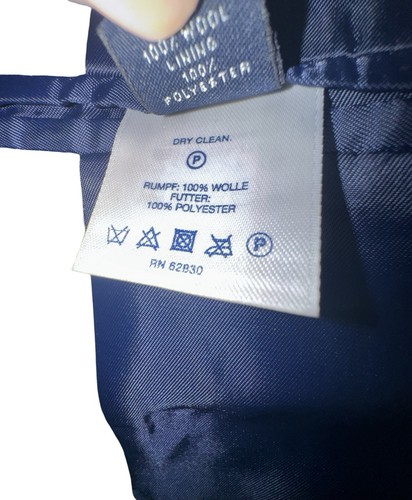 100% WOOL
LINING
100%
POLYESTER
DRY CLEAN.
P
RUMPF: 100% WOLLE
FUTTER:
100% POLYESTER
P
RN 62830